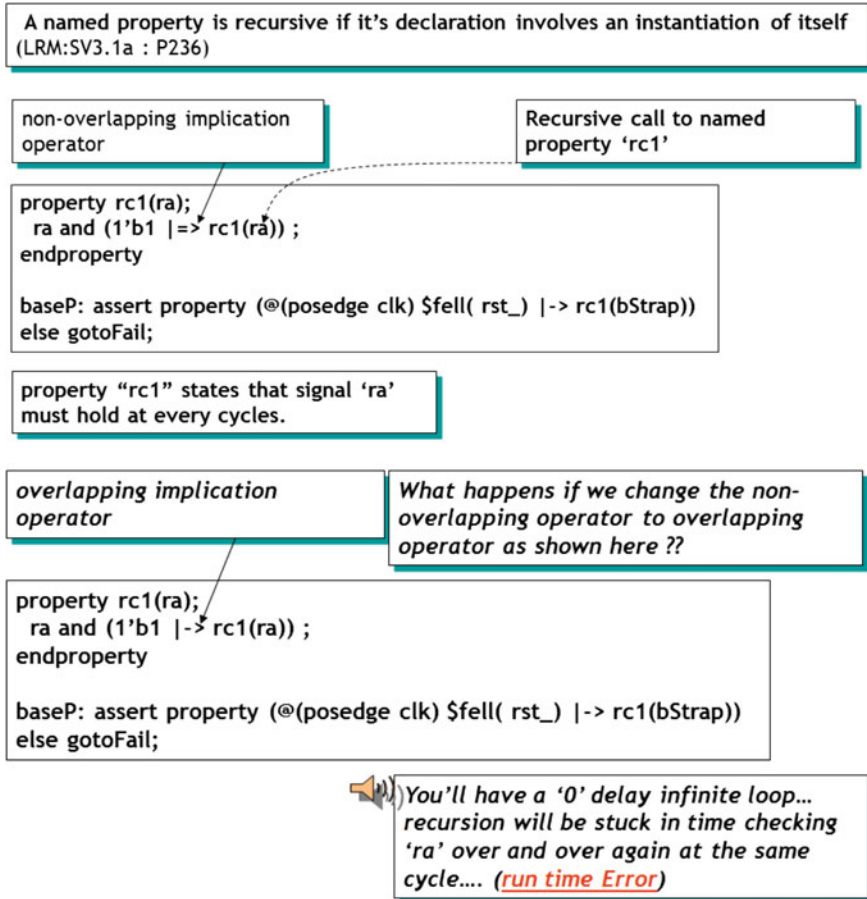 A named property is recursive if it's declaration involves an instantiation of itself
(LRM:SV3.1a : P236)
non-overlapping implication
operator
Recursive call to named
property ‘rc1’
property rc1(ra);
ra and (1’b1 |=> rc1(ra)) ;
endproperty
baseP: assert property (@(posedge clk) $fell( rst_) |-> rc1(bStrap))
else gotoFail;
property “rc1” states that signal ‘ra’
must hold at every cycles.
overlapping implication
operator
What happens if we change the non-
overlapping operator to overlapping
operator as shown here ??
property rc1(ra);
ra and (1’b1 |-> rc1(ra)) ;
endproperty
baseP: assert property (@(posedge clk) $fell( rst_) |-> rc1(bStrap))
else gotoFail;
You’ll have a ‘0’ delay infinite loop…
recursion will be stuck in time checking
‘ra’ over and over again at the same
cycle…. (run time Error)